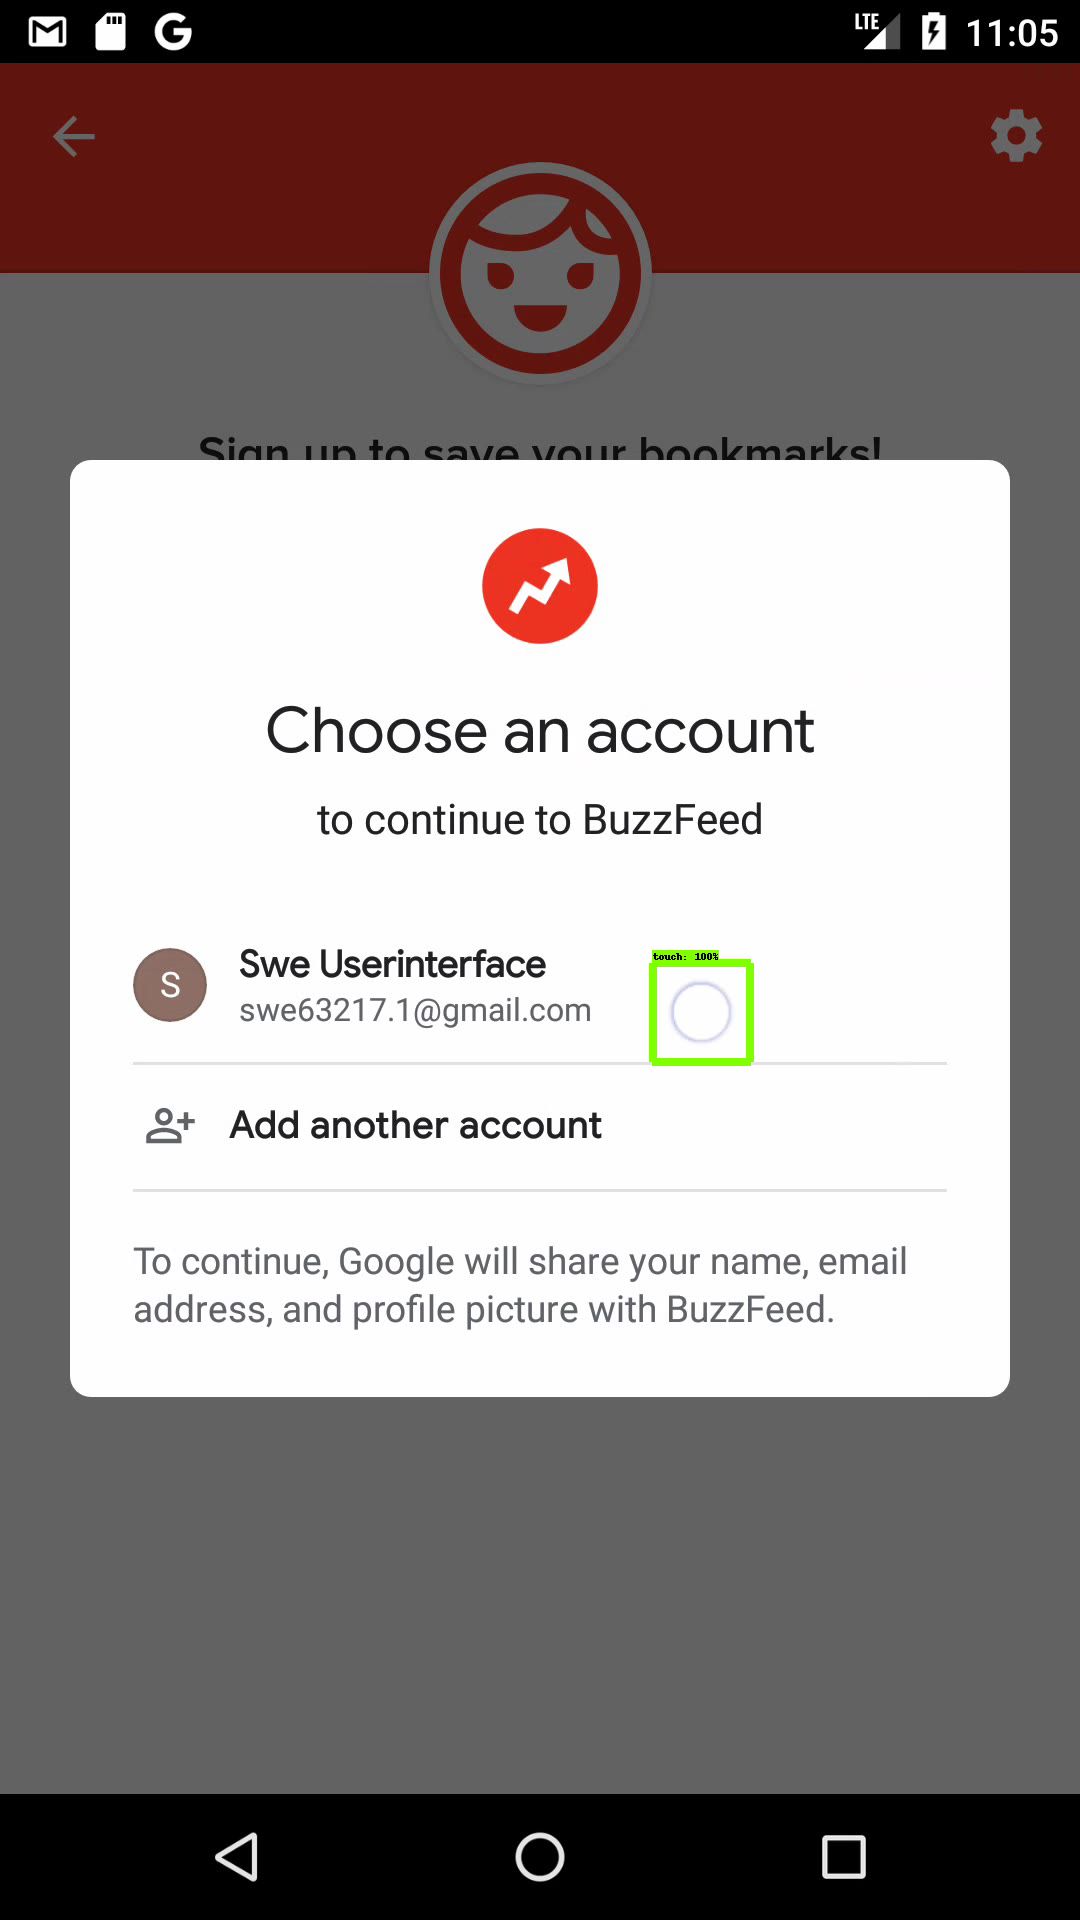 LTE 11:05
Sign up to save your bookmarks!
Choose an account
to continue to BuzzFeed
touch: 100%
S Swe Userinterface
swe63217.1@gmail.com
Add another account
To continue, Google will share your name, email
address, and profile picture with BuzzFeed.